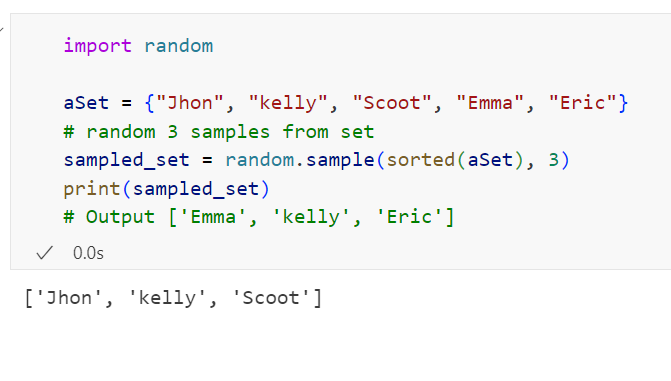 import random
aSet = {"Jhon", "kelly", "Scoot", "Emma", "Eric"}
# random 3 samples from set
sampled_set = random.sample(sorted(aSet), 3)
print(sampled_set)
# Output ['Emma', 'kelly', 'Eric']
0.0s
['Jhon', 'kelly', 'Scoot']